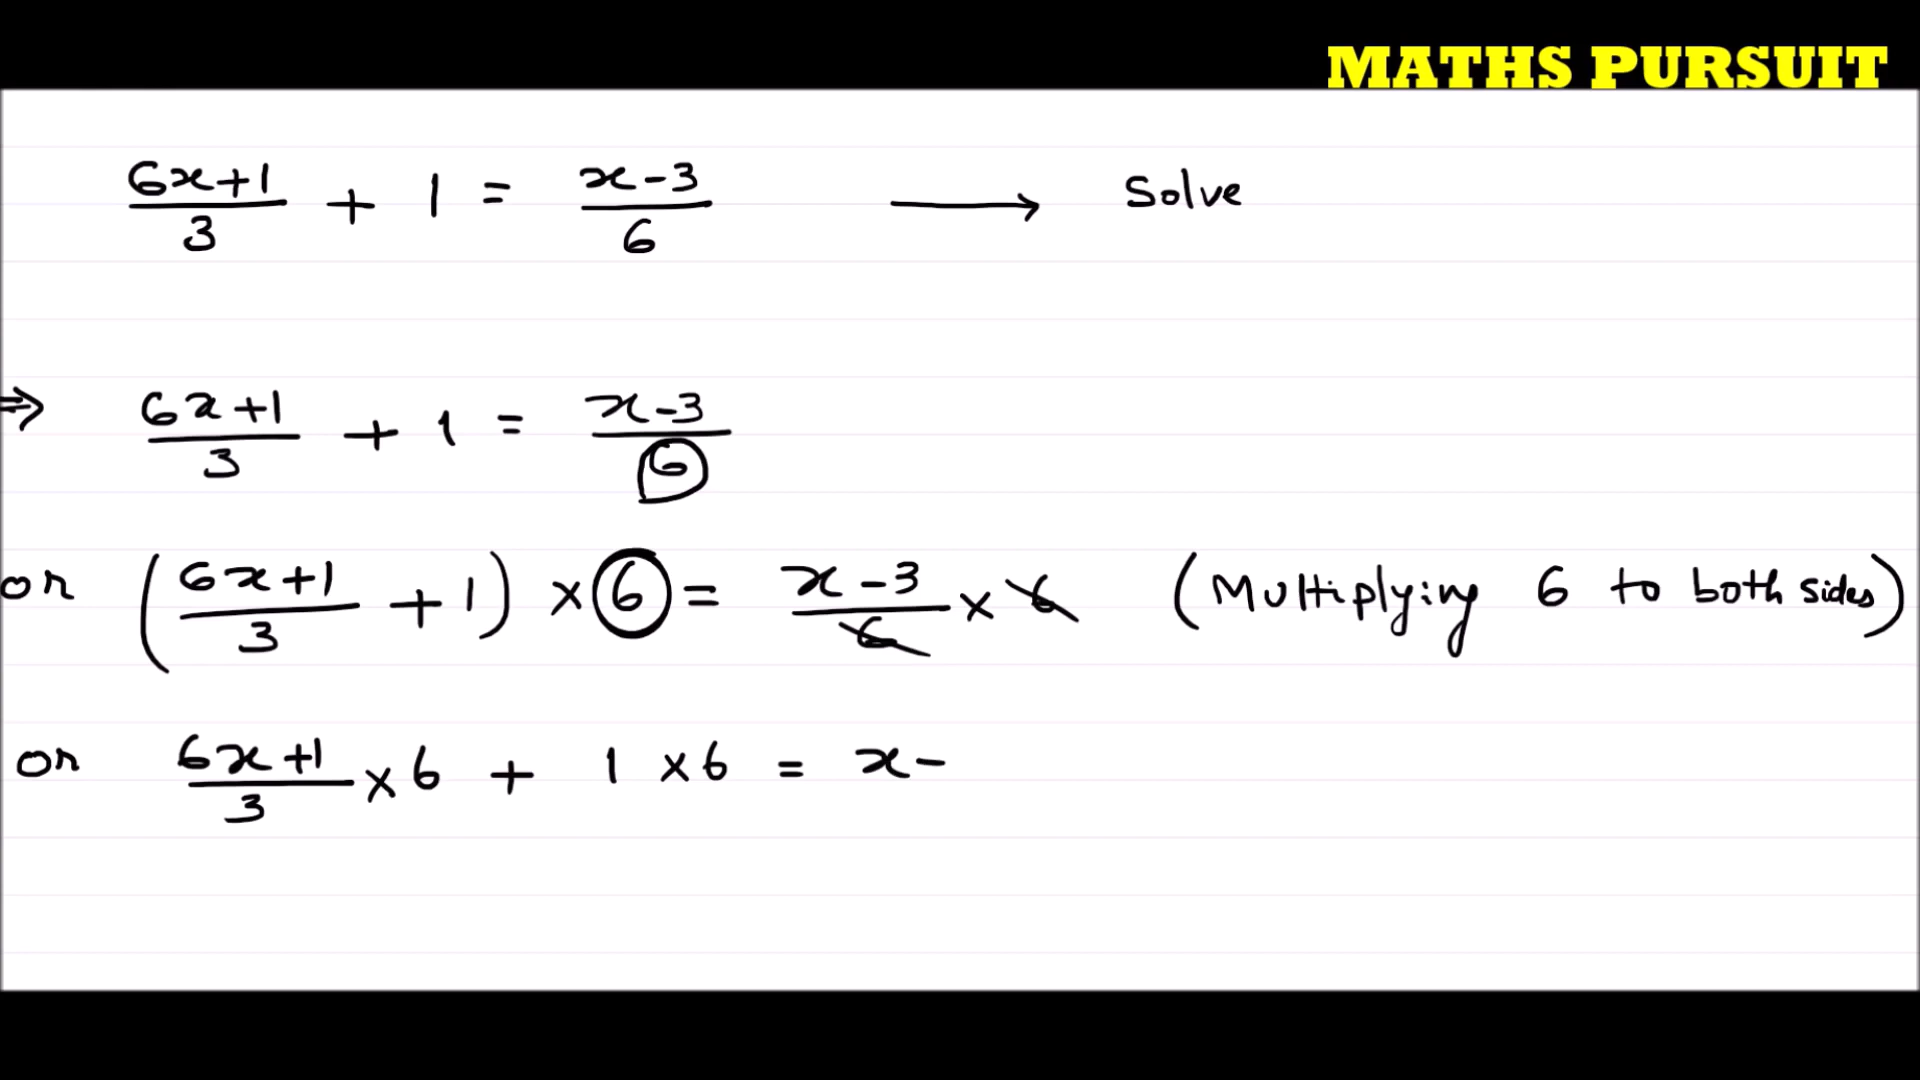 MATHS PURSUIT
(6x+1)/3 + 1 = (x-3)/6 ⟶ Solve
⇒ (6x+1)/3 + 1 = (x-3)/6
or ((6x+1)/3 + 1) × 6 = (x-3)/6 × 6 (Multiplying 6 to both sides)
or (6x+1)/3 × 6 + 1 × 6 = x-